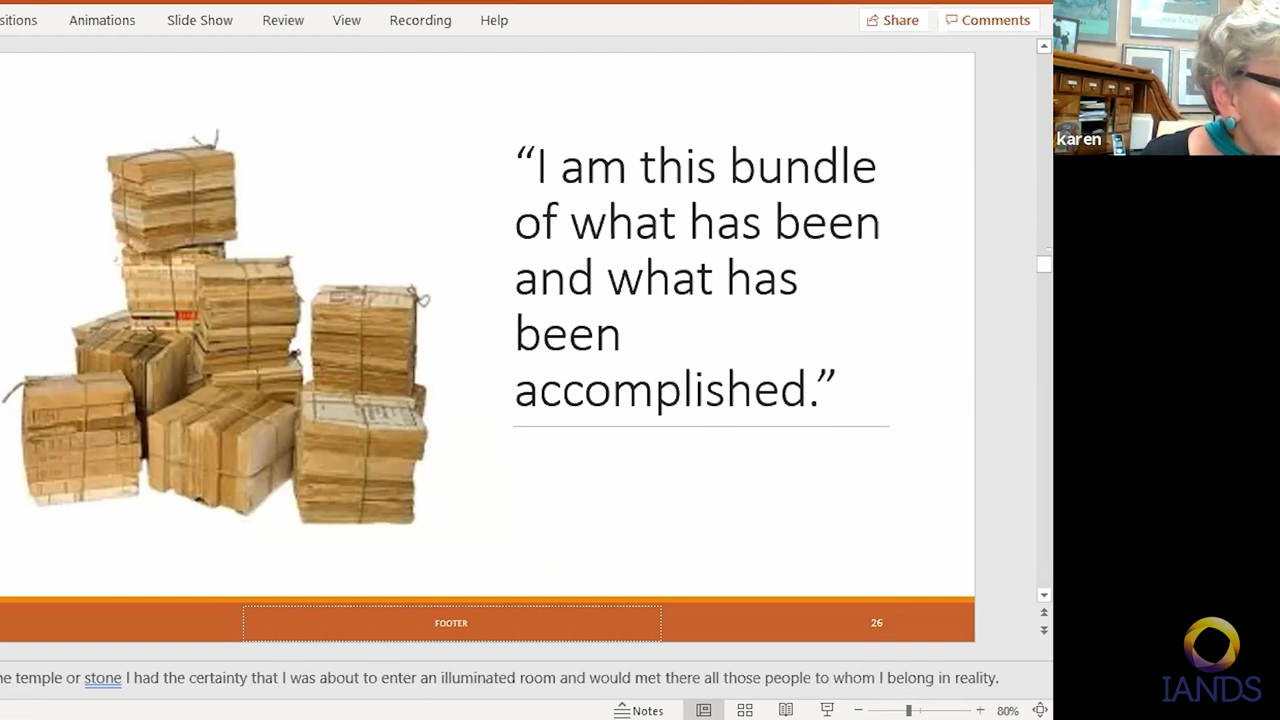 sitions Animations Slide Show Review View Recording Help Share Comments
karen
“I am this bundle
of what has been
and what has
been
accomplished.”
FOOTER 26
temple or stone I had the certainty that I was about to enter an illuminated room and would met there all those people to whom I belong in reality.
Notes 80%
IANDS